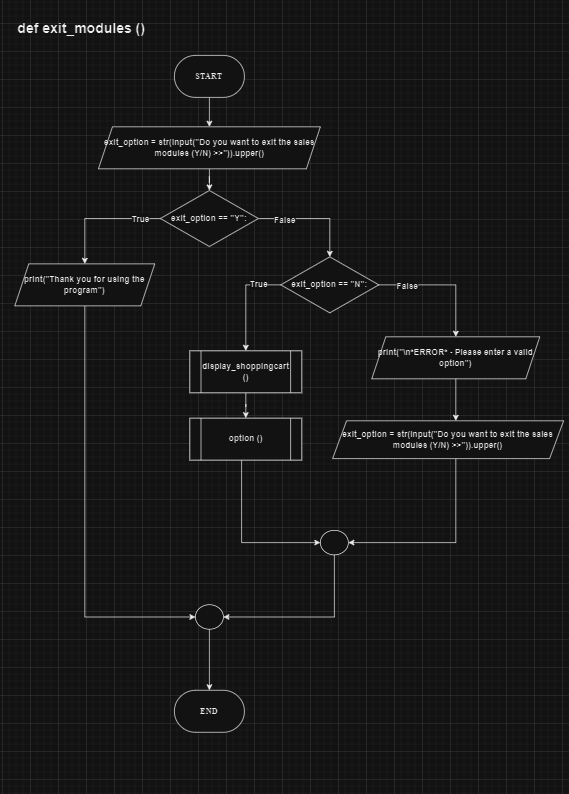 def exit_modules ()
START
exit_option = str(Input("Do you want to exit the sales
modules (Y/N) >>")).upper()
True
exit_option == "Y":
False
print("Thank you for using the
program")
True
exit_option == "N":
False
display_shoppingcart
()
print("\n*ERROR* - Please enter a valid
option")
option ()
exit_option = str(Input("Do you want to exit the sales
modules (Y/N) >>")).upper()
END